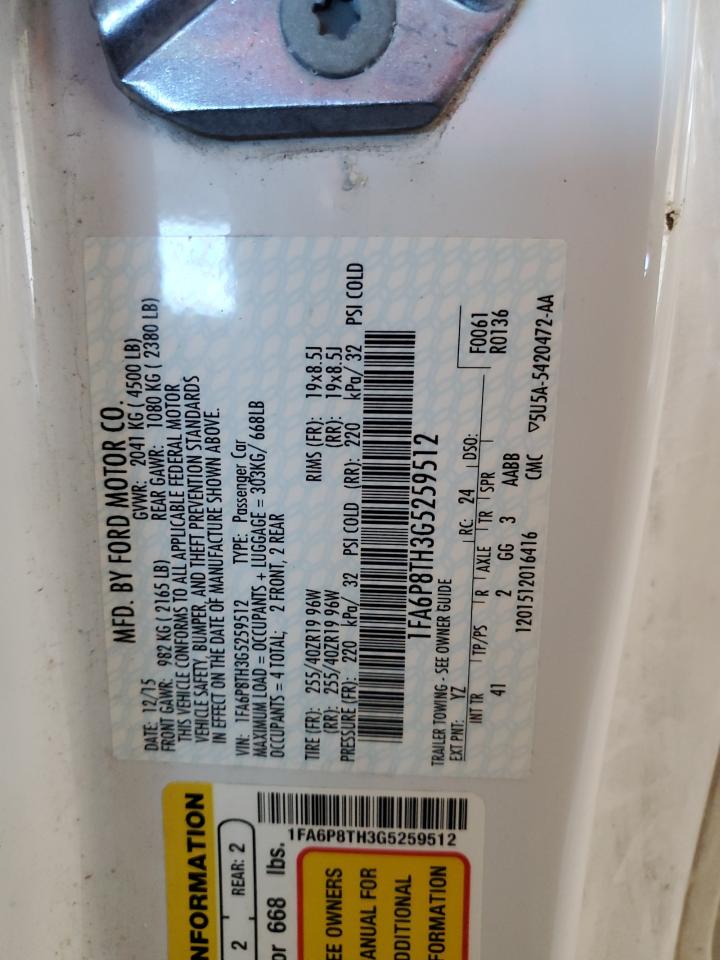 MFD. BY FORD MOTOR CO.
DATE: 12/15 GVWR: 2041 KG ( 4500 LB)
FRONT GAWR: 982 KG ( 2165 LB) REAR GAWR: 1080 KG ( 2380 LB)
THIS VEHICLE CONFORMS TO ALL APPLICABLE FEDERAL MOTOR
VEHICLE SAFETY, BUMPER, AND THEFT PREVENTION STANDARDS
IN EFFECT ON THE DATE OF MANUFACTURE SHOWN ABOVE.
VIN: 1FA6P8TH3G5259512 TYPE: Passenger Car
MAXIMUM LOAD = OCCUPANTS + LUGGAGE = 303KG/ 668LB
OCCUPANTS = 4 TOTAL; 2 FRONT, 2 REAR
TIRE (FR): 255/40ZR19 96W RIMS (FR): 19x8.5J
(RR): 255/40ZR19 96W (RR): 19x8.5J
PRESSURE (FR): 220 kPa/ 32 PSI COLD (RR): 220 kPa/ 32 PSI COLD
1FA6P8TH3G5259512
TRAILER TOWING - SEE OWNER GUIDE
EXT PNT: YZ RC: 24 DSO: F0061
INT TR TP/PS R AXLE TR SPR R0136
41 2 GG 3 AABB
1201512016416 CMC ▽5U5A-5420472-AA
NFORMATION
2 REAR: 2
or 668 lbs.
1FA6P8TH3G5259512
EE OWNERS
ANUAL FOR
DDITIONAL
FORMATION